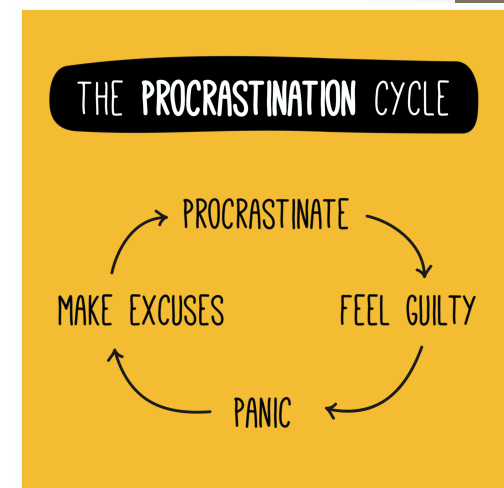 THE PROCRASTINATION CYCLE
PROCRASTINATE
MAKE EXCUSES
FEEL GUILTY
PANIC